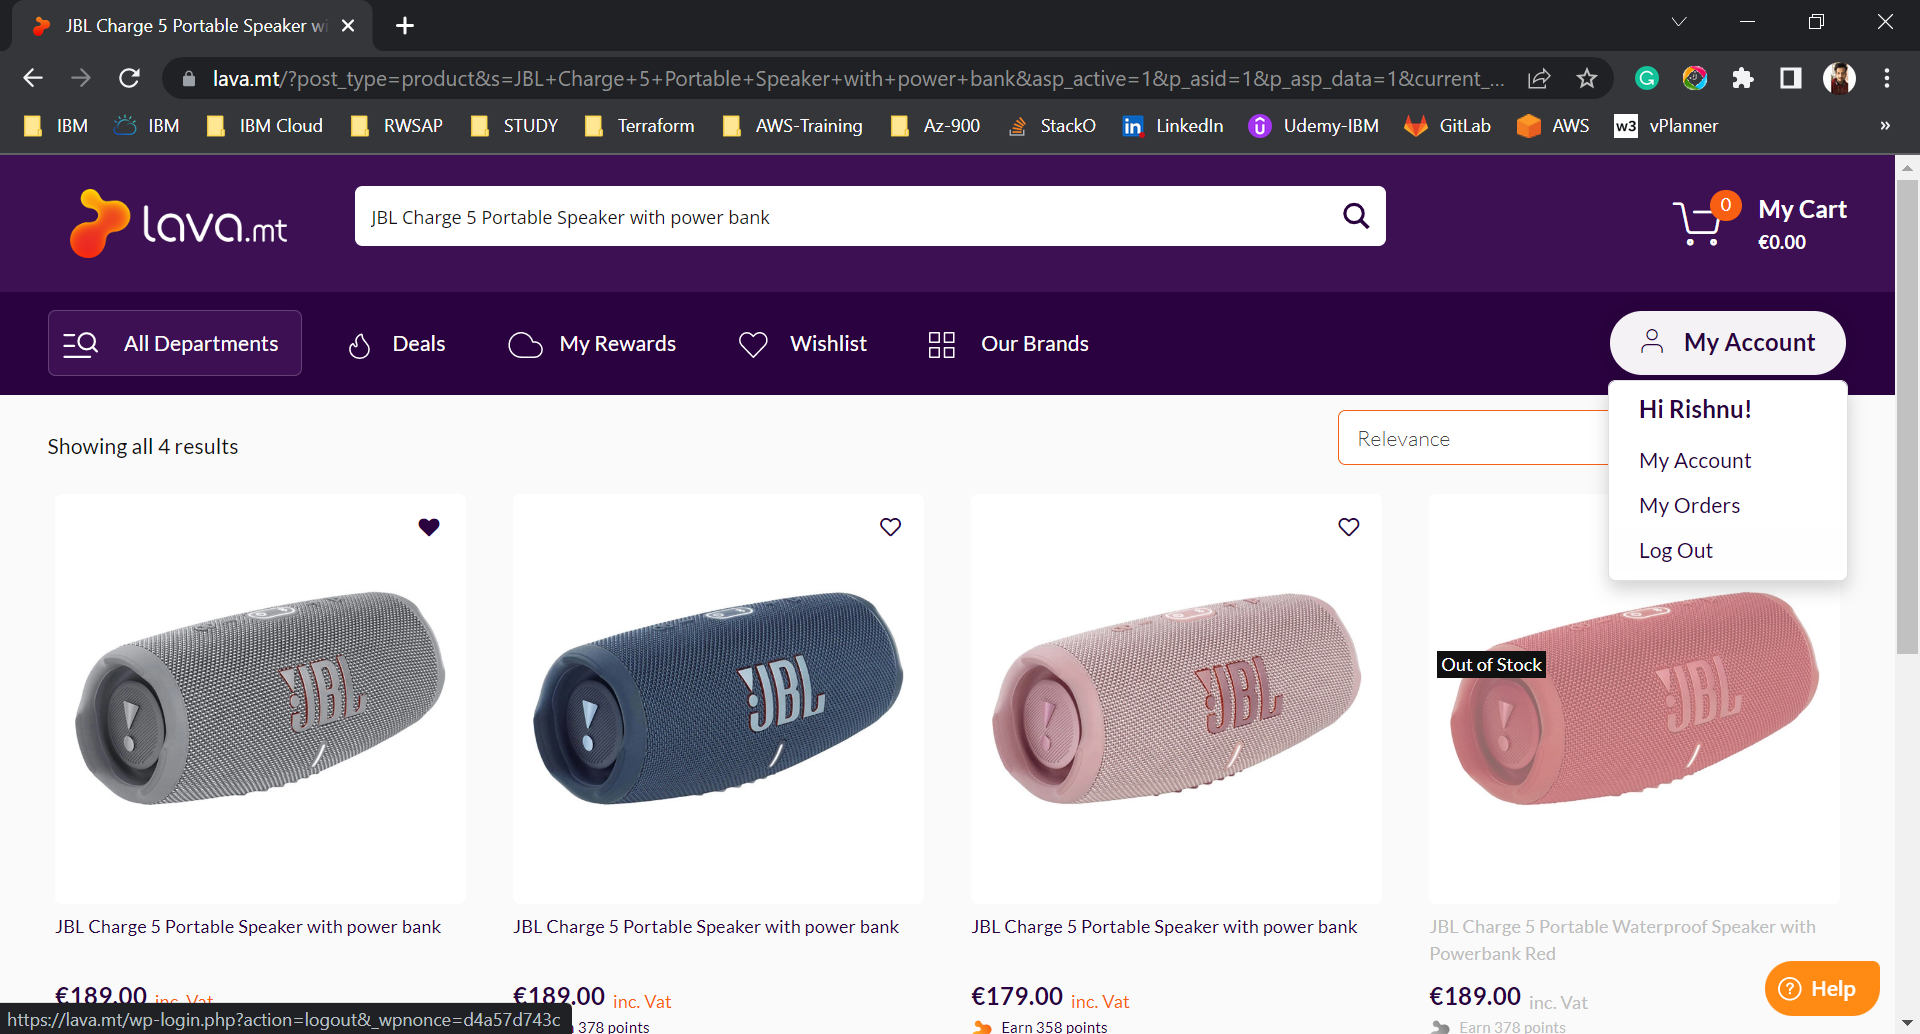 JBL Charge 5 Portable Speaker wi
lava.mt/?post_type=product&s=JBL+Charge+5+Portable+Speaker+with+power+bank&asp_active=1&p_asid=1&p_asp_data=1&current_...
IBM IBM IBM Cloud RWSAP STUDY Terraform AWS-Training Az-900 StackO LinkedIn Udemy-IBM GitLab AWS w3 vPlanner »
lava.mt
JBL Charge 5 Portable Speaker with power bank
0
My Cart
€0.00
All Departments Deals My Rewards Wishlist Our Brands My Account
Hi Rishnu!
My Account
My Orders
Log Out
Showing all 4 results
Relevance
JBL
JBL
JBL
JBL
Out of Stock
JBL Charge 5 Portable Speaker with power bank
€189.00 inc. Vat
JBL Charge 5 Portable Speaker with power bank
€189.00 inc. Vat
378 points
JBL Charge 5 Portable Speaker with power bank
€179.00 inc. Vat
Earn 358 points
JBL Charge 5 Portable Waterproof Speaker with
Powerbank Red
€189.00 inc. Vat
Earn 378 points
? Help
https://lava.mt/wp-login.php?action=logout&_wpnonce=d4a57d743c